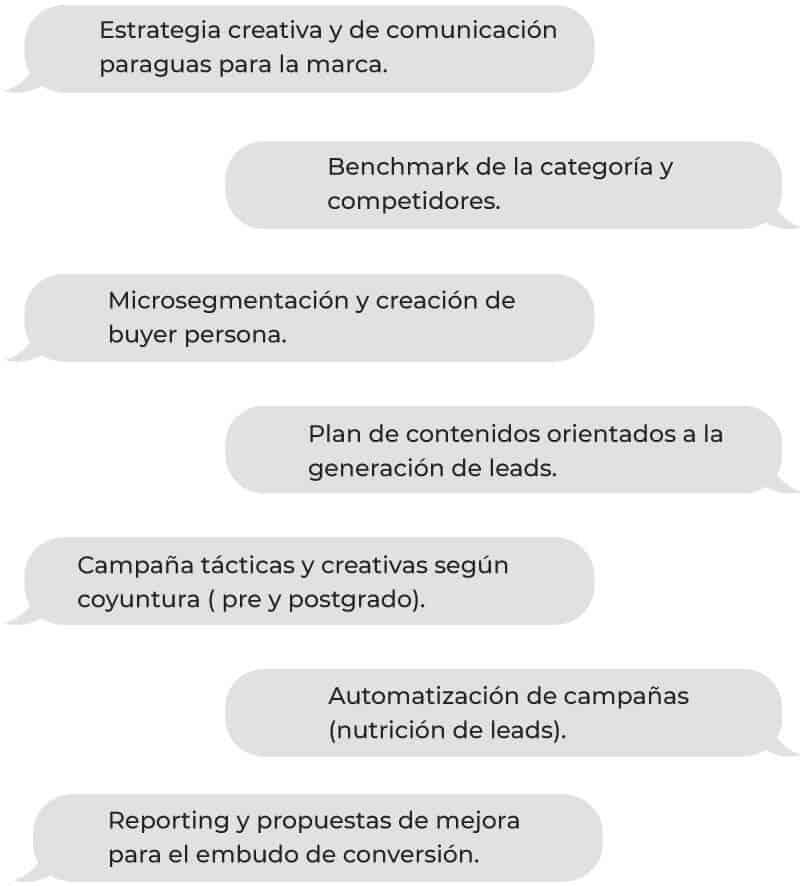 Estrategia creativa y de comunicación
paraguas para la marca.
Benchmark de la categoría y
competidores.
Microsegmentación y creación de
buyer persona.
Plan de contenidos orientados a la
generación de leads.
Campaña tácticas y creativas según
coyuntura ( pre y postgrado).
Automatización de campañas
(nutrición de leads).
Reporting y propuestas de mejora
para el embudo de conversión.